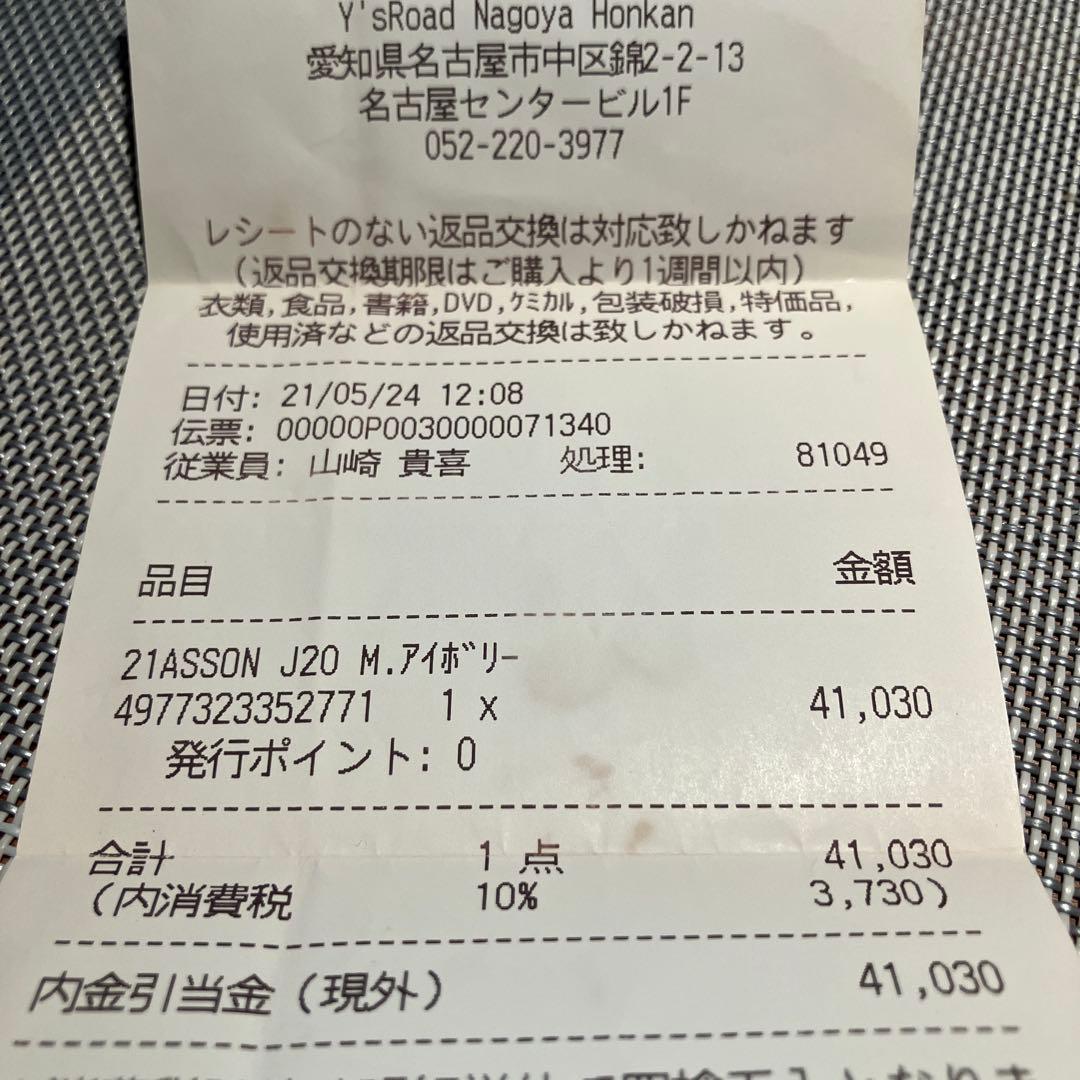 Y'sRoad Nagoya Honkan
愛知県名古屋市中区錦2-2-13
名古屋センタービル1F
052-220-3977
レシートのない返品交換は対応致しかねます
(返品交換期限はご購入より1週間以内)
衣類,食品,書籍,DVD,ｹﾐｶﾙ,包装破損,特価品,
使用済などの返品交換は致しかねます。
日付: 21/05/24 12:08
伝票: 00000P0030000071340
従業員: 山崎 貴喜 処理: 81049
品目 金額
21ASSON J20 M.ｱｲﾎﾞﾘｰ
4977323352771 1 x 41,030
発行ポイント: 0
合計 1 点 41,030
(内消費税 10% 3,730)
内金引当金(現外) 41,030